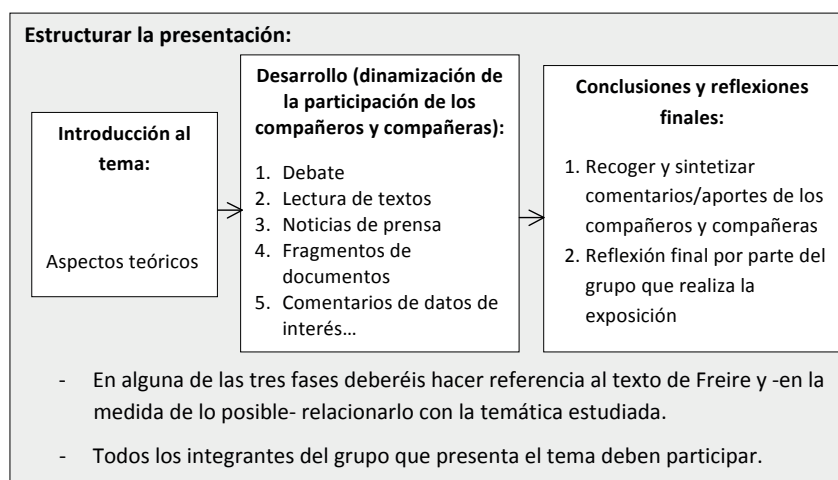 Estructurar la presentación:
Introducción al
tema:
Aspectos teóricos
Desarrollo (dinamización de
la participación de los
compañeros y compañeras):
1. Debate
2. Lectura de textos
3. Noticias de prensa
4. Fragmentos de
documentos
5. Comentarios de datos de
interés…
Conclusiones y reflexiones
finales:
1. Recoger y sintetizar
comentarios/aportes de los
compañeros y compañeras
2. Reflexión final por parte del
grupo que realiza la
exposición
- En alguna de las tres fases deberéis hacer referencia al texto de Freire y -en la
medida de lo posible- relacionarlo con la temática estudiada.
- Todos los integrantes del grupo que presenta el tema deben participar.